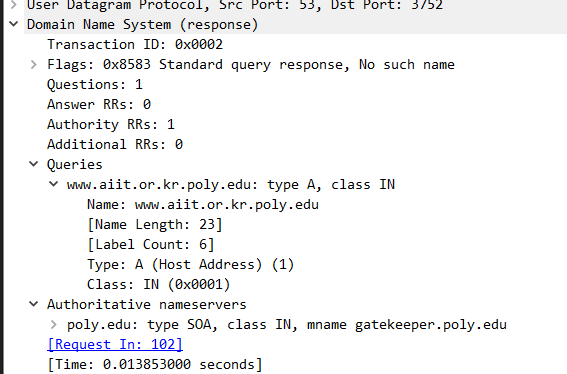 User Datagram Protocol, Src Port: 53, Dst Port: 3752
Domain Name System (response)
Transaction ID: 0x0002
Flags: 0x8583 Standard query response, No such name
Questions: 1
Answer RRs: 0
Authority RRs: 1
Additional RRs: 0
Queries
www.aiit.or.kr.poly.edu: type A, class IN
Name: www.aiit.or.kr.poly.edu
[Name Length: 23]
[Label Count: 6]
Type: A (Host Address) (1)
Class: IN (0x0001)
Authoritative nameservers
poly.edu: type SOA, class IN, mname gatekeeper.poly.edu
[Request In: 102]
[Time: 0.013853000 seconds]